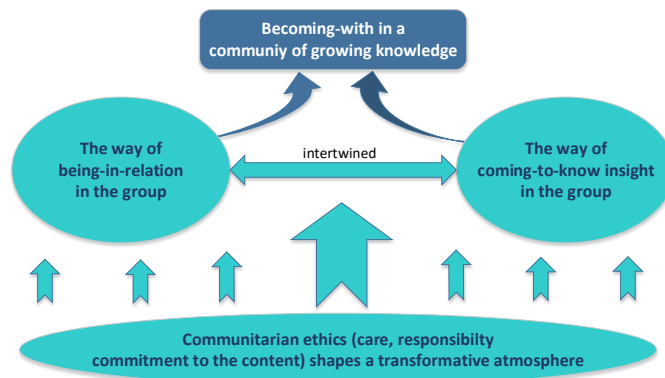 Becoming-with in a
communiy of growing knowledge
The way of
being-in-relation
in the group
intertwined
The way of
coming-to-know insight
in the group
Communitarian ethics (care, responsibilty
commitment to the content) shapes a transformative atmosphere